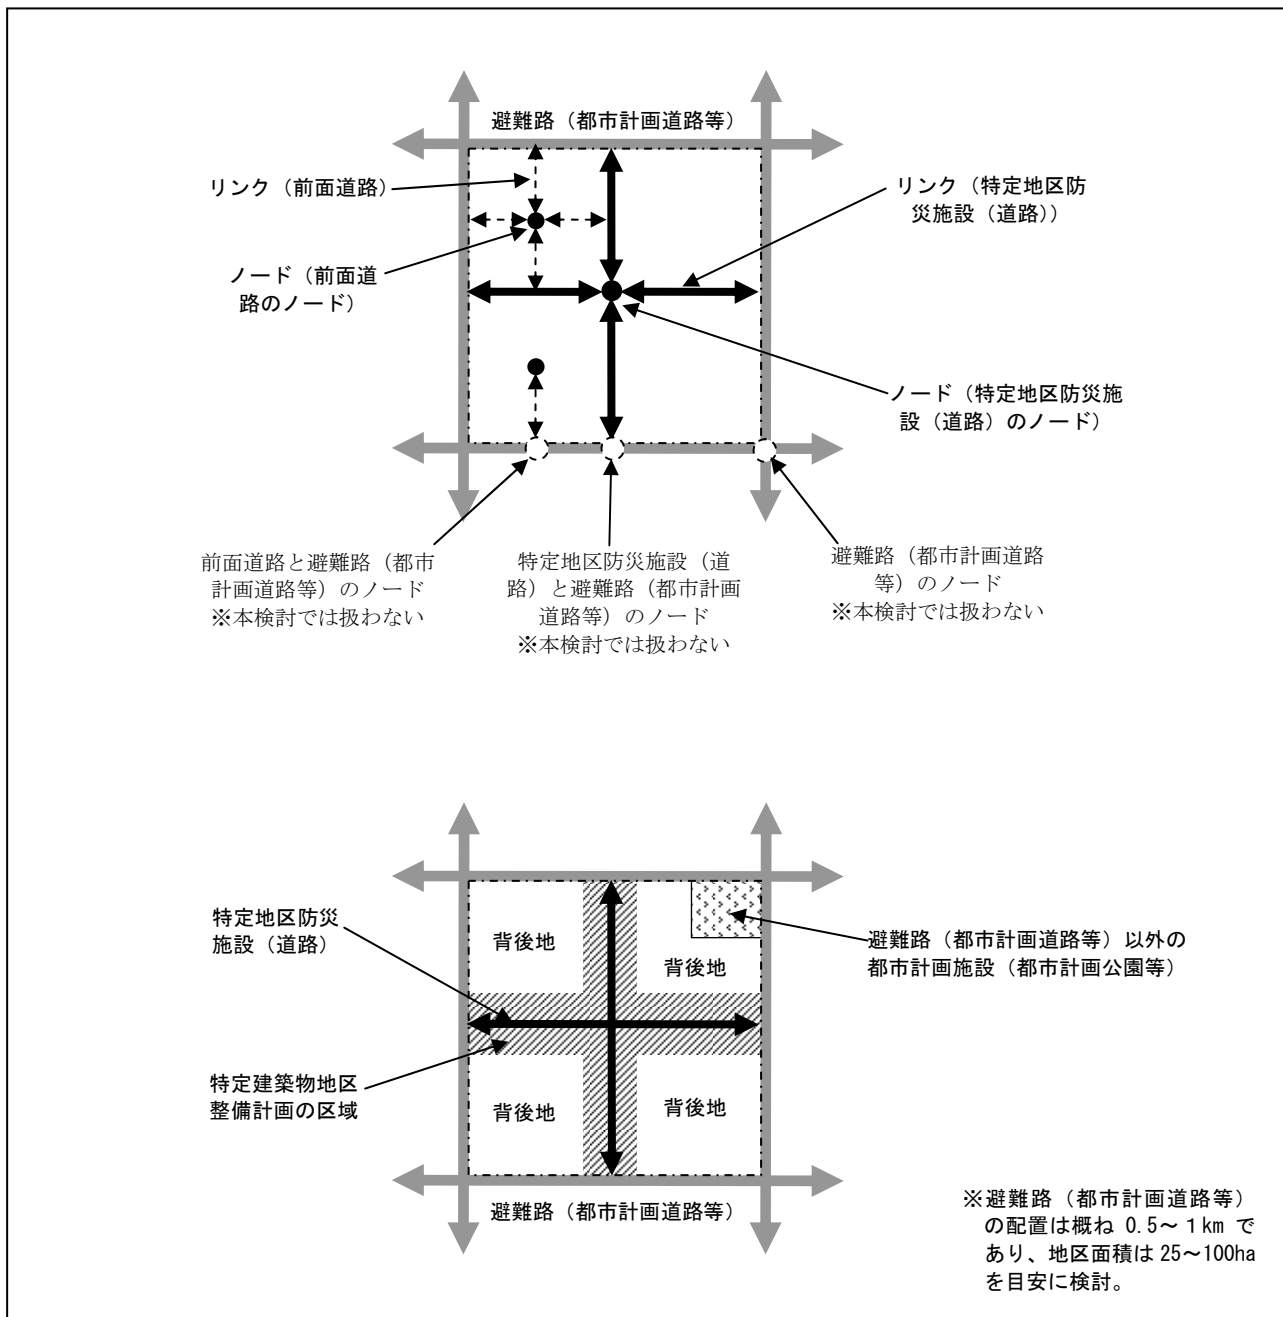 避難路（都市計画道路等）
リンク（前面道路）
リンク（特定地区防
災施設（道路））
ノード（前面道
路のノード）
ノード（特定地区防災施
設（道路）のノード）
前面道路と避難路（都市
計画道路等）のノード
※本検討では扱わない
特定地区防災施設（道
路）と避難路（都市計画
道路等）のノード
※本検討では扱わない
避難路（都市計画道路
等）のノード
※本検討では扱わない
特定地区防災
施設（道路）
背後地
背後地
避難路（都市計画道路等）以外の
都市計画施設（都市計画公園等）
特定建築物地区
整備計画の区域
背後地
背後地
避難路（都市計画道路等）
※避難路（都市計画道路等）
の配置は概ね 0.5～１km で
あり、地区面積は 25～100ha
を目安に検討。